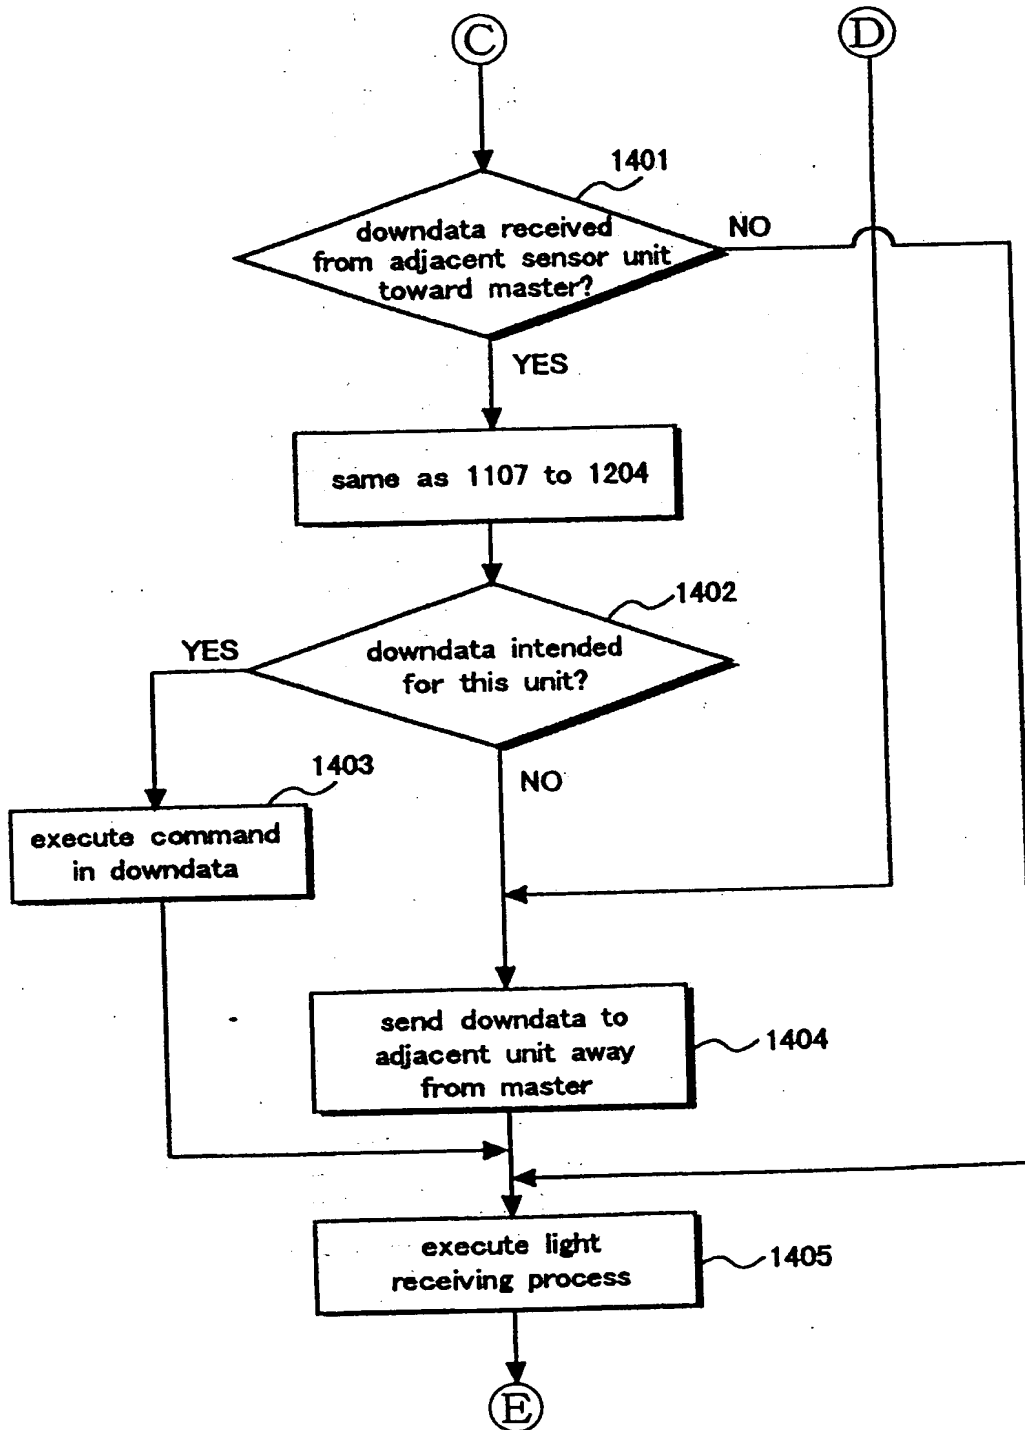 C
D
1401
downdata received
from adjacent sensor unit
toward master?
NO
YES
same as 1107 to 1204
1402
YES
downdata intended
for this unit?
1403
NO
execute command
in downdata
send downdata to
adjacent unit away
from master
1404
execute light
receiving process
1405
E